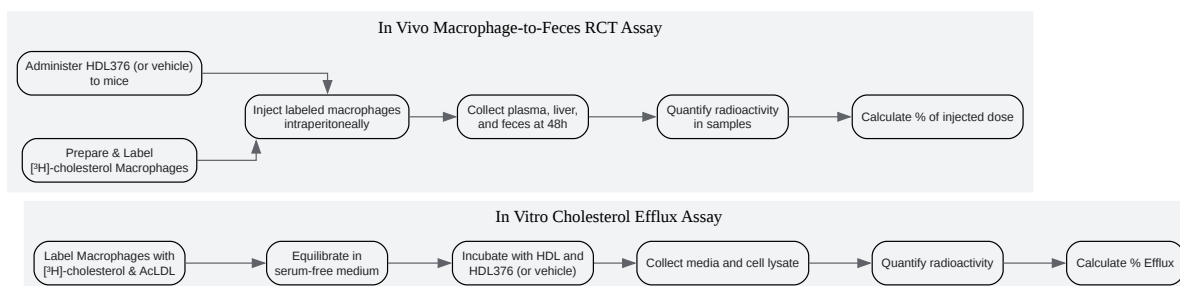 In Vivo Macrophage-to-Feces RCT Assay
Administer HDL376 (or vehicle)
to mice
Prepare & Label
[³H]-cholesterol Macrophages
Inject labeled macrophages
intraperitoneally
Collect plasma, liver,
and feces at 48h
Quantify radioactivity
in samples
Calculate % of injected dose
In Vitro Cholesterol Efflux Assay
Label Macrophages with
[³H]-cholesterol & AcLDL
Equilibrate in
serum-free medium
Incubate with HDL and
HDL376 (or vehicle)
Collect media and cell lysate
Quantify radioactivity
Calculate % Efflux